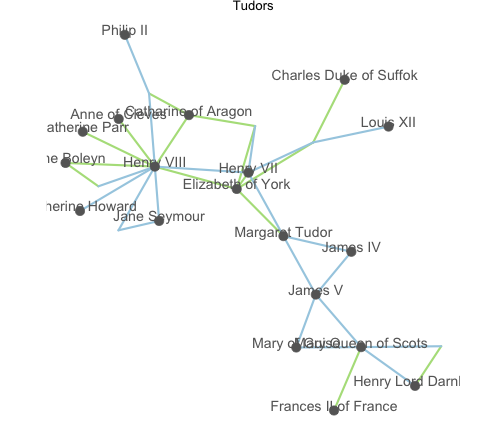 Tudors
Philip II
Charles Duke of Suffok
Anne of Cleves
Catharine of Aragon
Louis XII
atherine Parr
ne Boleyn
Henry VIII
Henry VII
Elizabeth of York
herine Howard
Jane Seymour
Margaret Tudor
James IV
James V
Mary of Guise
Mary Queen of Scots
Henry Lord Darnl
Frances II of France